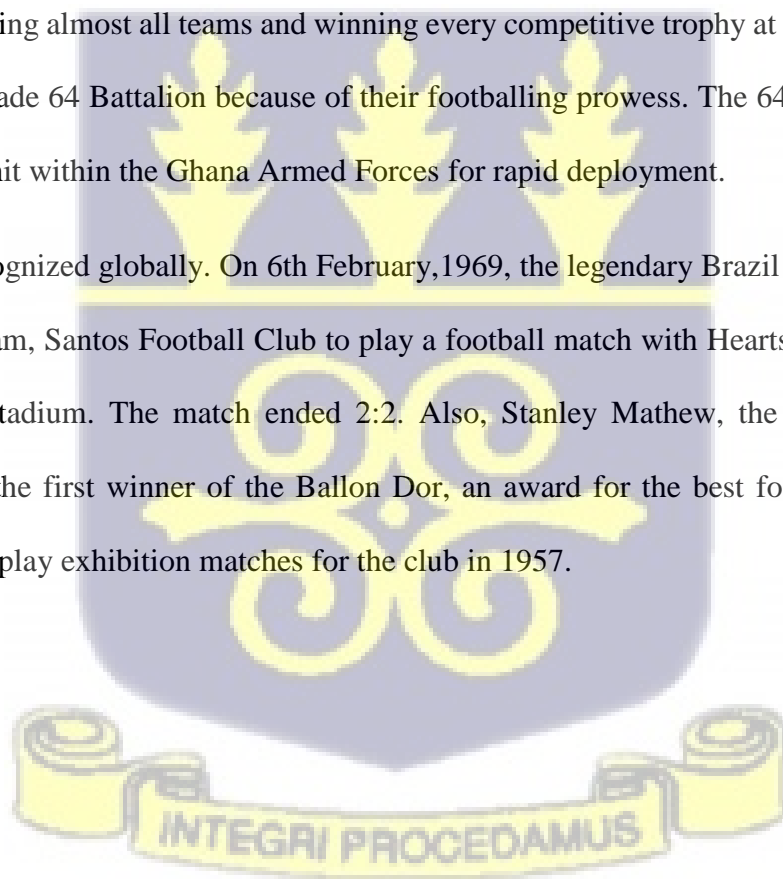 ing almost all teams and winning every competitive trophy at
ade 64 Battalion because of their footballing prowess. The 64
it within the Ghana Armed Forces for rapid deployment.
ognized globally. On 6th February,1969, the legendary Brazil
am, Santos Football Club to play a football match with Hearts
tadium. The match ended 2:2. Also, Stanley Mathew, the
the first winner of the Ballon Dor, an award for the best fo
play exhibition matches for the club in 1957.
INTEGRI PROCEDAMUS